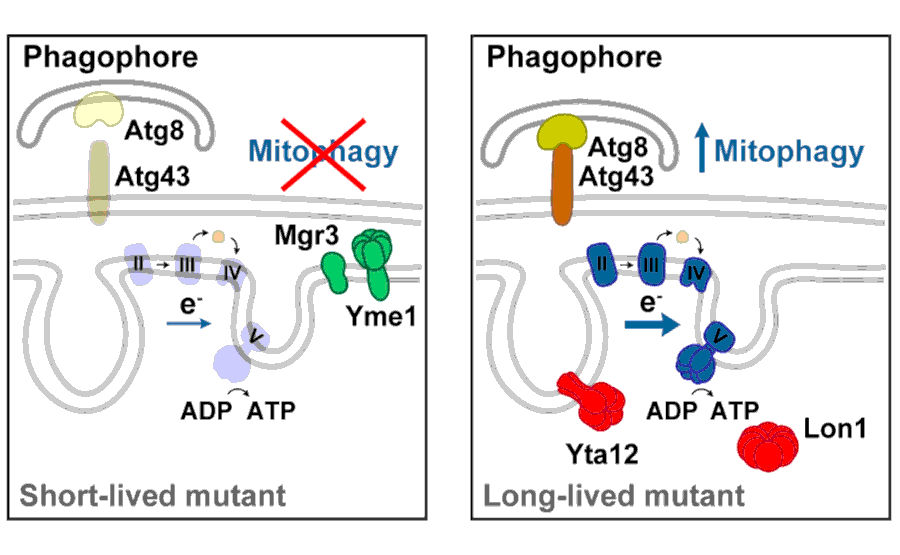 Phagophore
Atg8
Mitophagy
Atg43
Mgr3
II
III
IV
e-
Yme1
V
ADP
ATP
Short-lived mutant
Phagophore
Atg8
Mitophagy
Atg43
II
III
IV
e-
V
ADP
ATP
Lon1
Yta12
Long-lived mutant